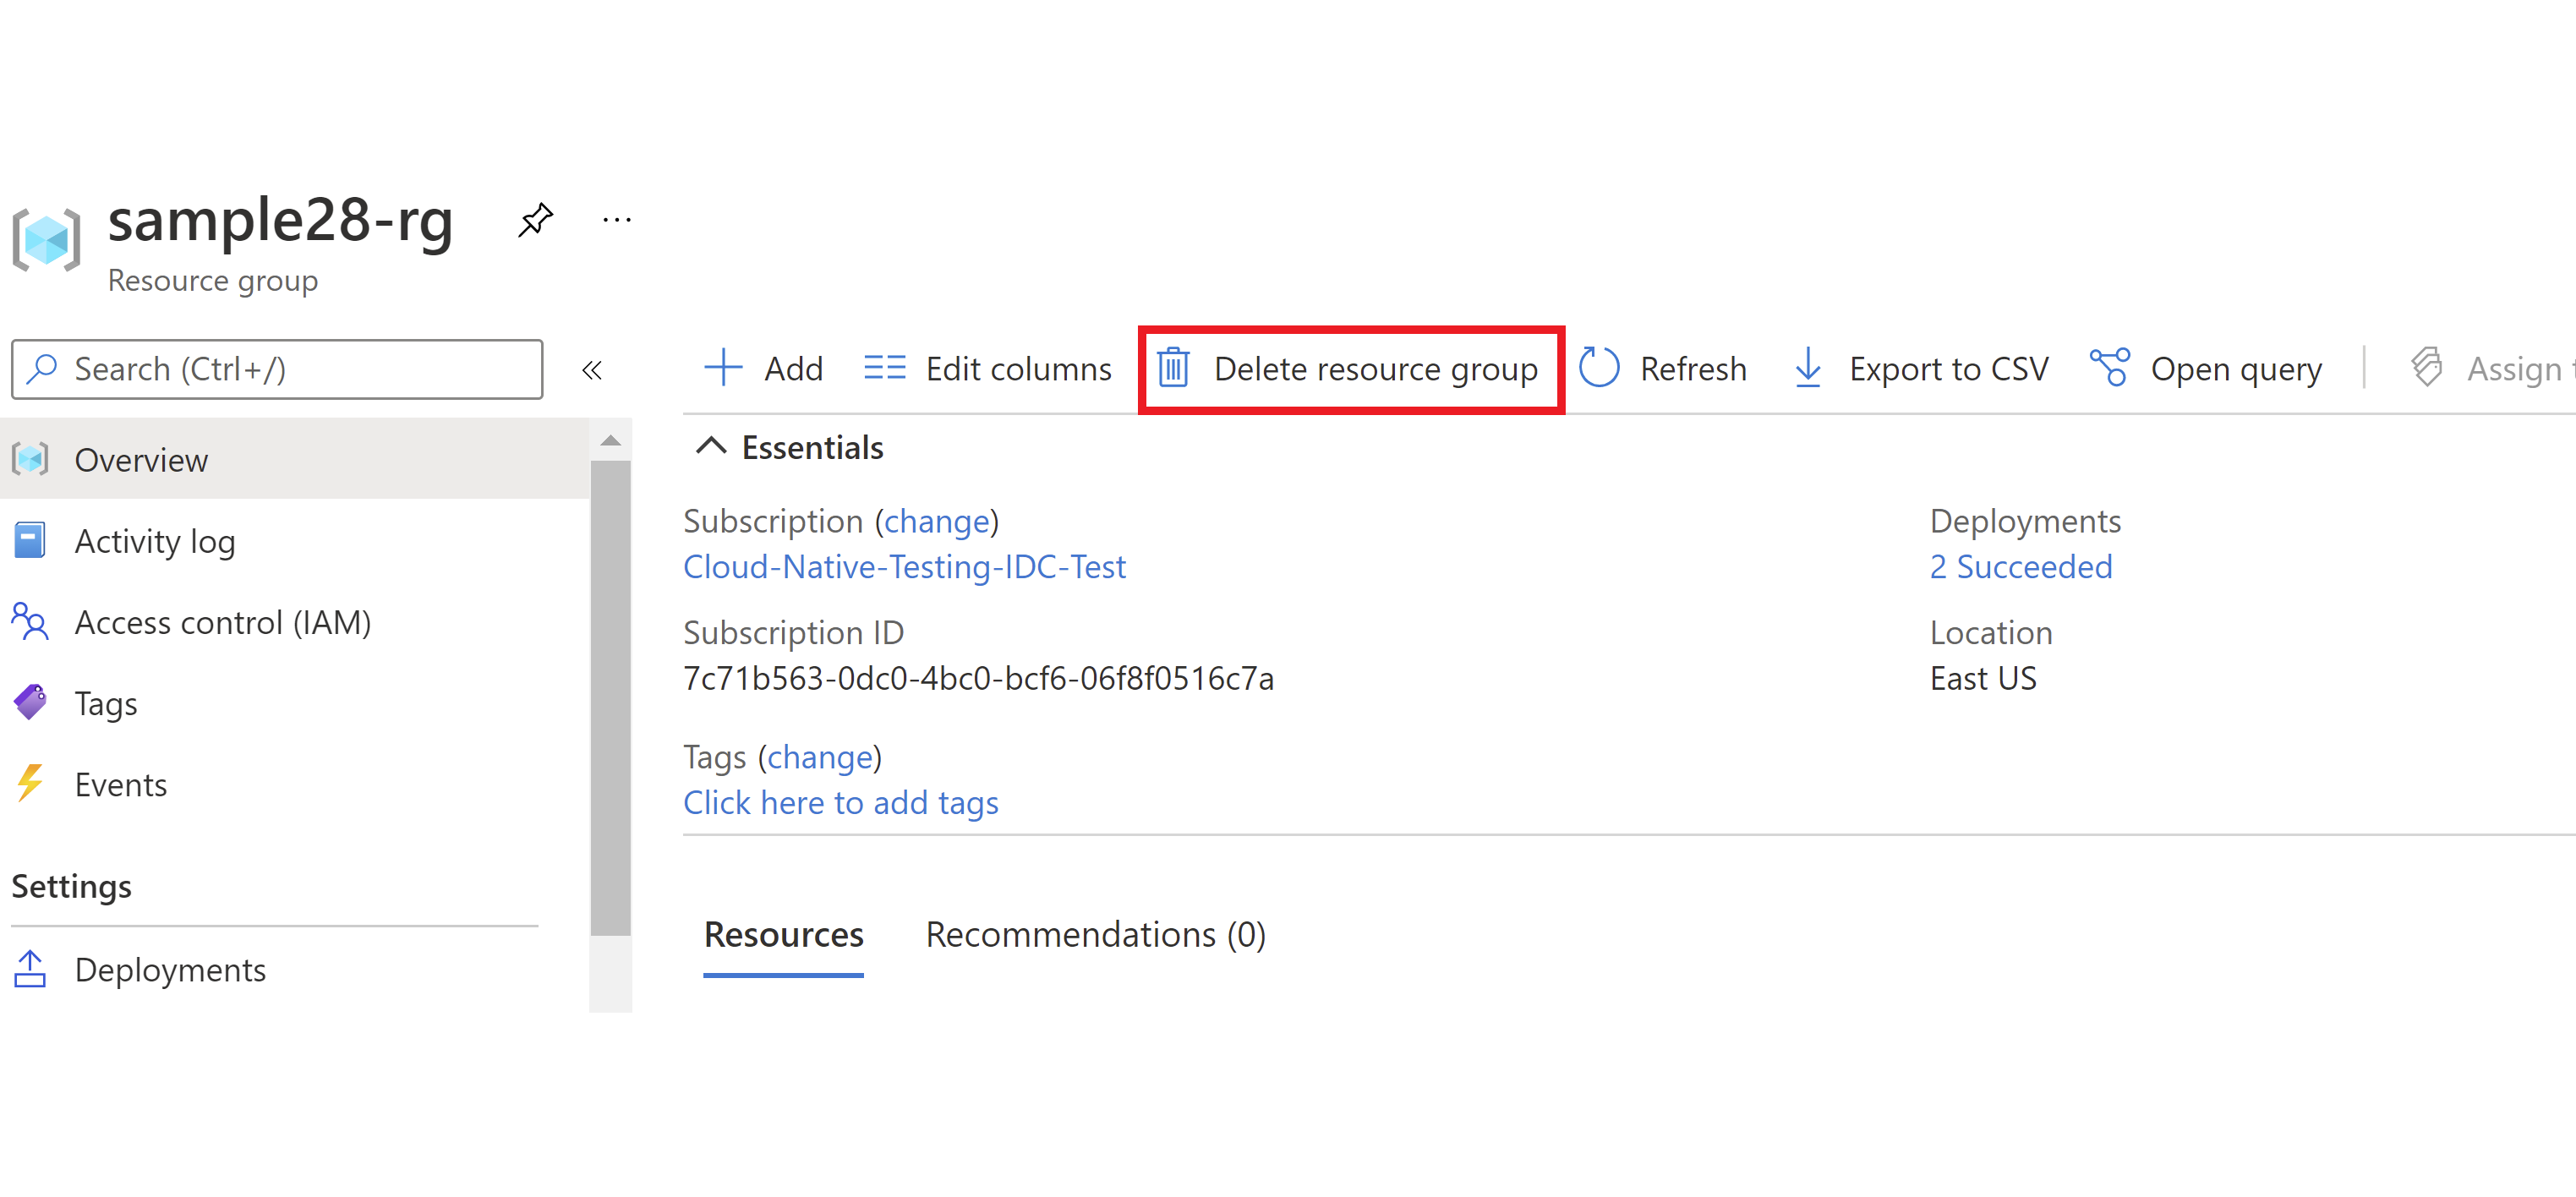 sample28-rg
Resource group
Search (Ctrl+/)
Overview
Activity log
Access control (IAM)
Tags
Events
Settings
Deployments
Add
Edit columns
Delete resource group
Refresh
Export to CSV
Open query
Assign
Essentials
Subscription (change)
Cloud-Native-Testing-IDC-Test
Subscription ID
7c71b563-0dc0-4bc0-bcf6-06f8f0516c7a
Tags (change)
Click here to add tags
Deployments
2 Succeeded
Location
East US
Resources
Recommendations (0)